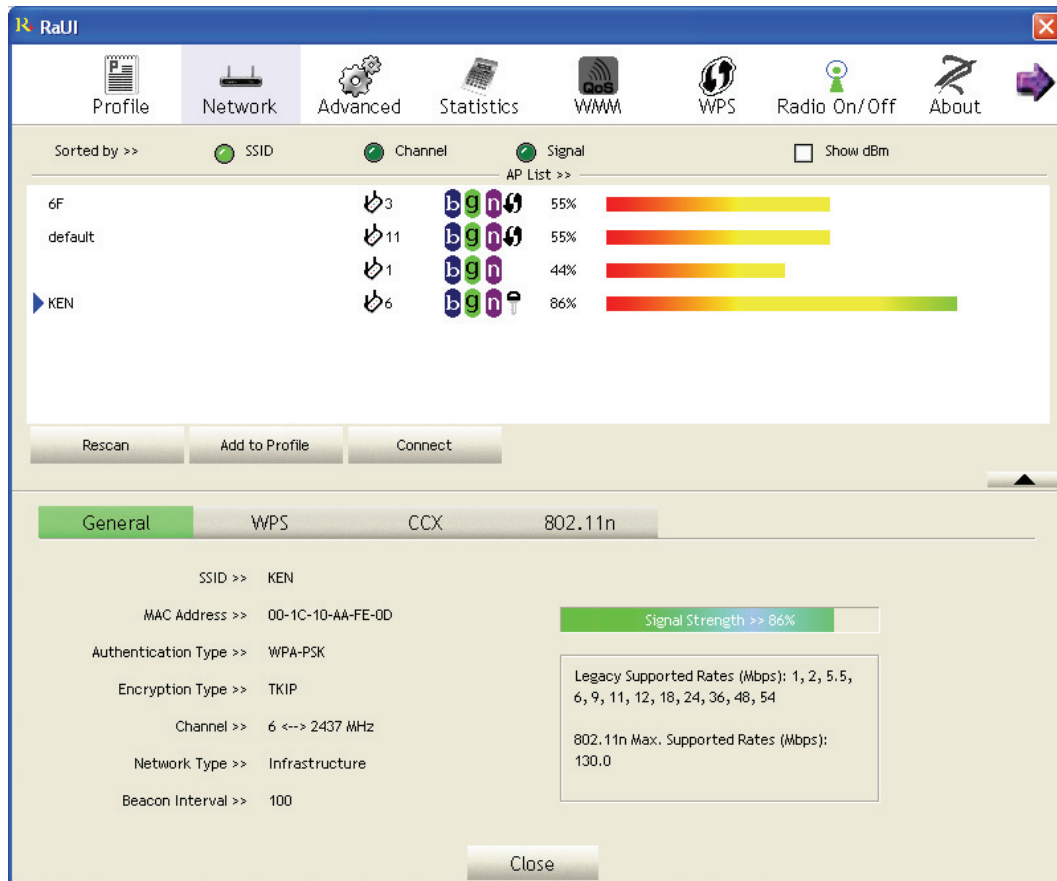 RaUI
Profile Network Advanced Statistics WMM WPS Radio On/Off About
QoS
Sorted by >> SSID Channel Signal Show dBm
AP List >>
6F 3 b g n 55%
default 11 b g n 55%
1 b g n 44%
KEN 6 b g n 86%
Rescan Add to Profile Connect
General WPS CCX 802.11n
SSID >> KEN
MAC Address >> 00-1C-10-AA-FE-0D
Authentication Type >> WPA-PSK
Encryption Type >> TKIP
Channel >> 6 <--> 2437 MHz
Network Type >> Infrastructure
Beacon Interval >> 100
Signal Strength >> 86%
Legacy Supported Rates (Mbps): 1, 2, 5.5,
6, 9, 11, 12, 18, 24, 36, 48, 54
802.11n Max. Supported Rates (Mbps):
130.0
Close